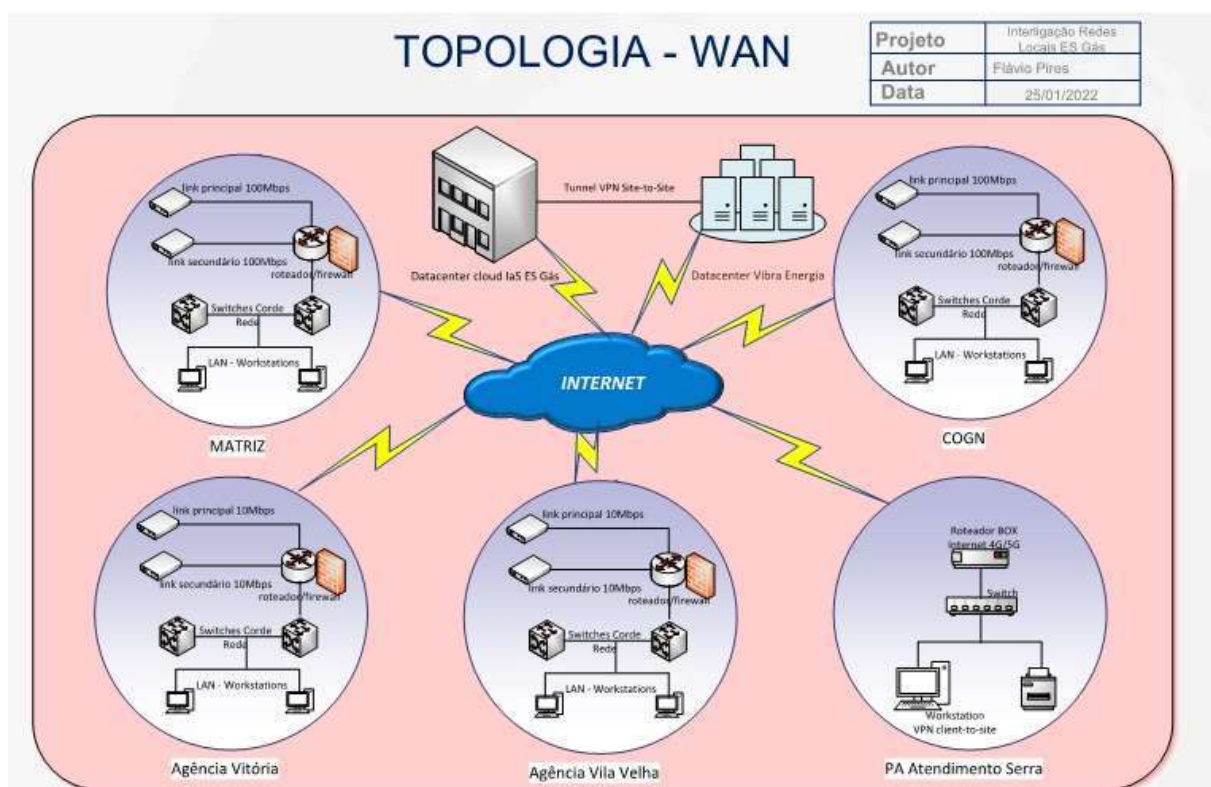 TOPOLOGIA - WAN
Projeto
Interligação Redes
Locais ES Gás
Autor
Flávio Pires
Data
25/01/2022
link principal 100Mbps
link secundário 100Mbps
roteador/firewall
Switches Corde
Rede
LAN - Workstations
MATRIZ
Datacenter cloud IaS ES Gás
Tunnel VPN Site-to-Site
Datacenter Vibra Energia
link principal 100Mbps
link secundário 100Mbps
roteador/firewall
Switches Corde
Rede
LAN - Workstations
COGN
INTERNET
link principal 10Mbps
link secundário 10Mbps
roteador/firewall
Switches Corde
Rede
LAN - Workstations
Agência Vitória
link principal 10Mbps
link secundário 10Mbps
roteador/firewall
Switches Corde
Rede
LAN - Workstations
Agência Vila Velha
Roteador BOX
Internet 4G/5G
Switch
Workstation
VPN client-to-site
PA Atendimento Serra